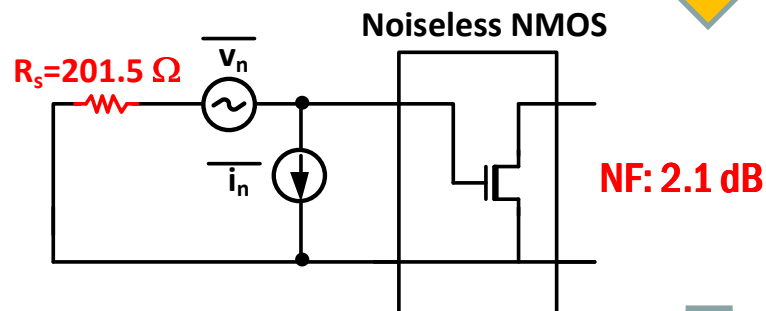 Noiseless NMOS
Rs=201.5 Ω
vn
in
NF: 2.1 dB